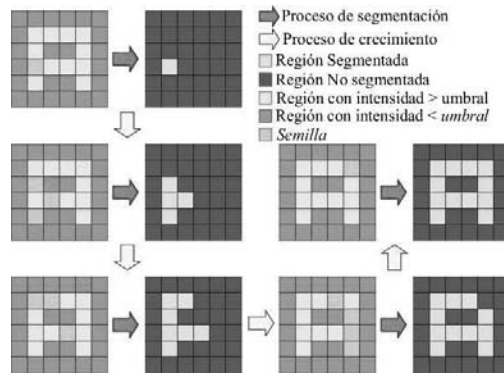 Proceso de segmentación
Proceso de crecimiento
Región Segmentada
Región No segmentada
Región con intensidad > umbral
Región con intensidad < umbral
Semilla